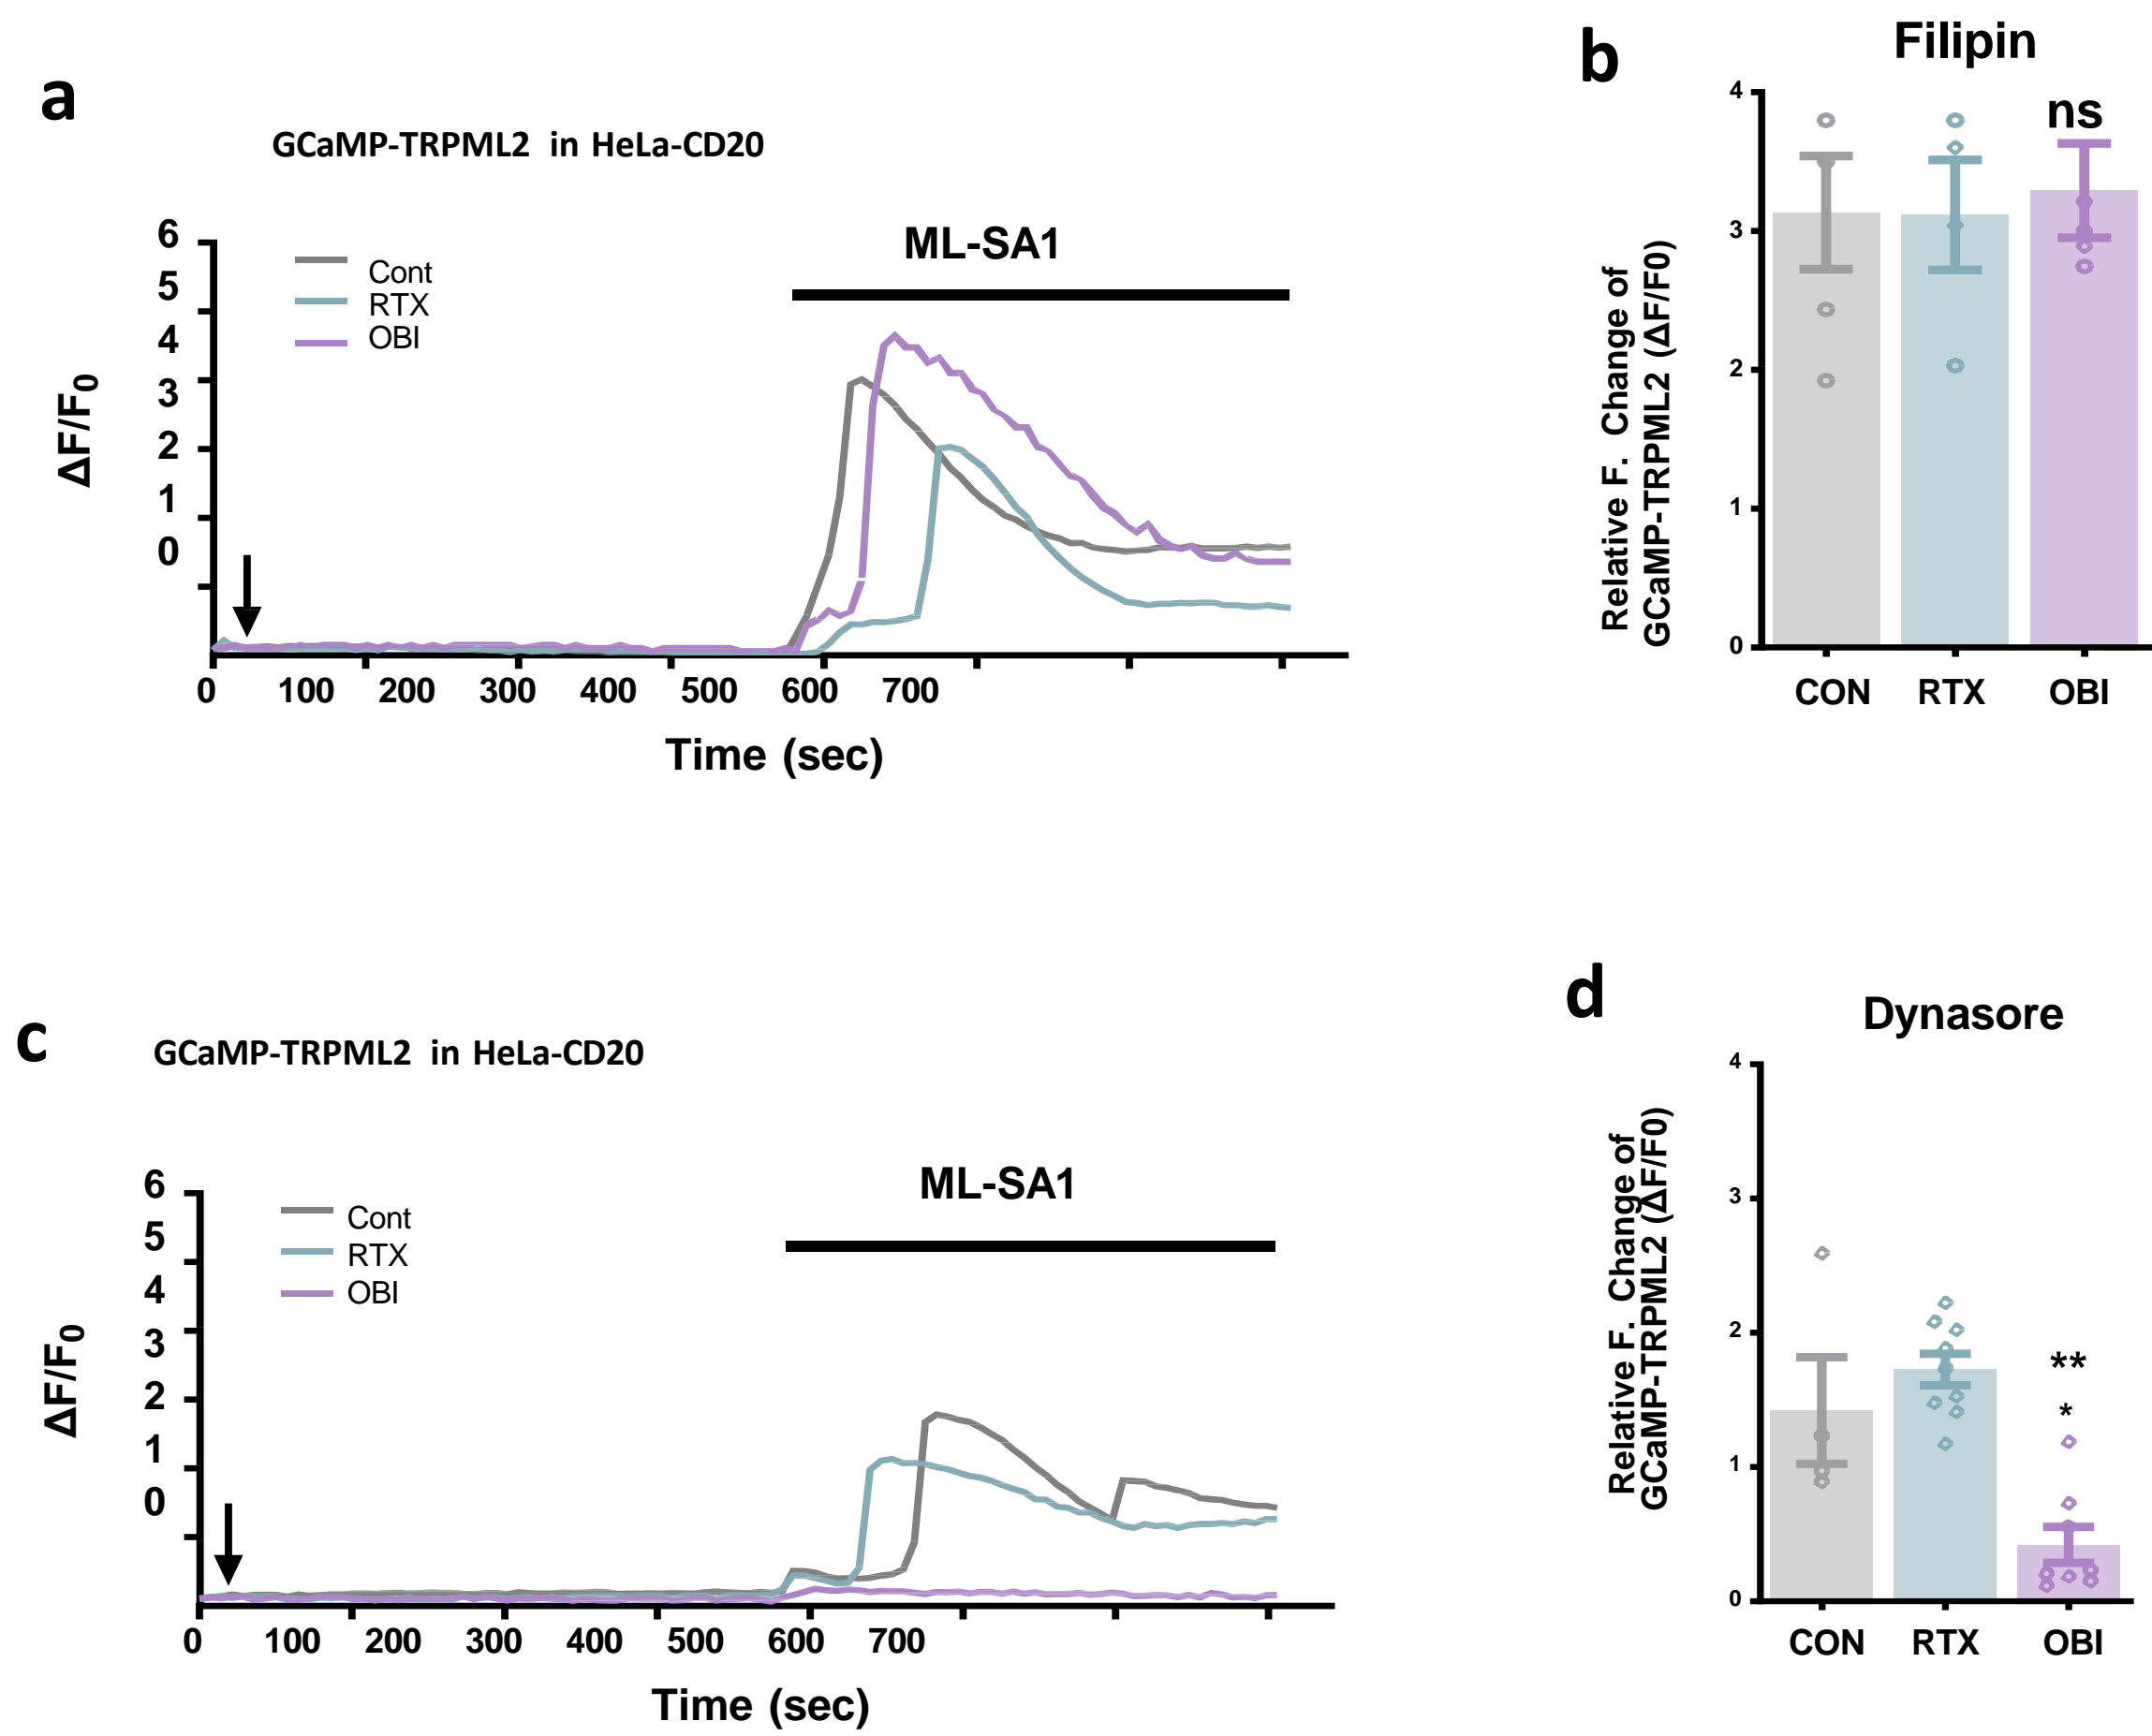 a
GCaMP-TRPML2 in HeLa-CD20
ML-SA1
Cont
RTX
OBI
6
5
4
3
2
1
0
ΔF/F0
0 100 200 300 400 500 600 700
Time (sec)
b
Filipin
ns
4
3
2
1
0
Relative F. Change of
GCaMP-TRPML2 (ΔF/F0)
CON RTX OBI
c
GCaMP-TRPML2 in HeLa-CD20
ML-SA1
Cont
RTX
OBI
6
5
4
3
2
1
0
ΔF/F0
0 100 200 300 400 500 600 700
Time (sec)
d
Dynasore
4
3
2
1
0
**
*
Relative F. Change of
GCaMP-TRPML2 (ΔF/F0)
CON RTX OBI